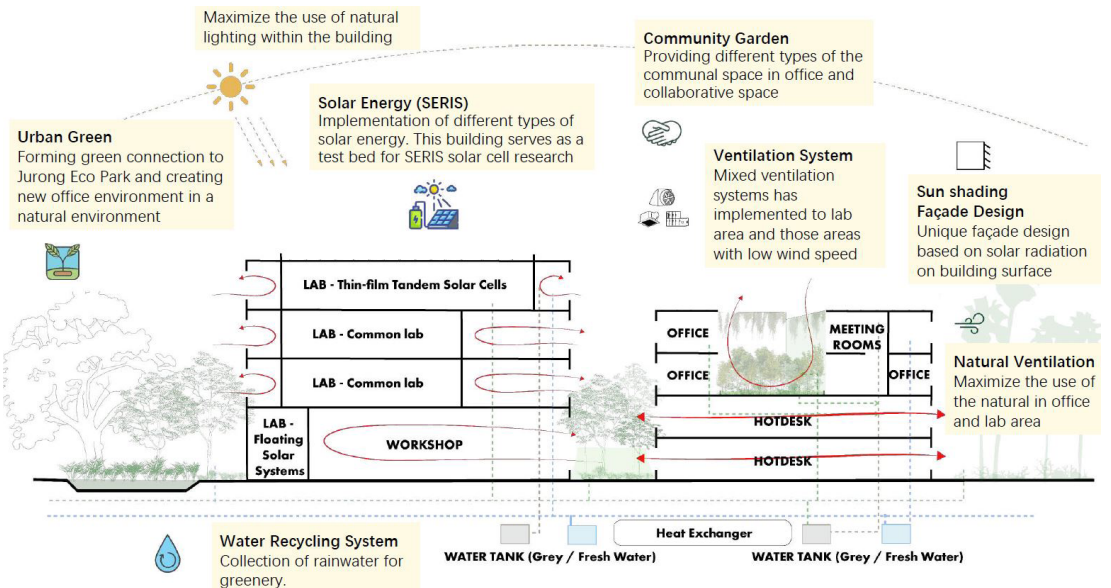 Maximize the use of natural
lighting within the building
Community Garden
Providing different types of the
communal space in office and
collaborative space
Solar Energy (SERIS)
Implementation of different types of
solar energy. This building serves as a
test bed for SERIS solar cell research
Urban Green
Forming green connection to
Jurong Eco Park and creating
new office environment in a
natural environment
Ventilation System
Mixed ventilation
systems has
implemented to lab
area and those areas
with low wind speed
Sun shading
Façade Design
Unique façade design
based on solar radiation
on building surface
LAB - Thin-film Tandem Solar Cells
LAB - Common lab
LAB - Common lab
LAB -
Floating
Solar
Systems
WORKSHOP
OFFICE
MEETING
ROOMS
OFFICE
OFFICE
HOTDESK
HOTDESK
Natural Ventilation
Maximize the use of
the natural in office
and lab area
Water Recycling System
Collection of rainwater for
greenery.
WATER TANK (Grey / Fresh Water)
Heat Exchanger
WATER TANK (Grey / Fresh Water)